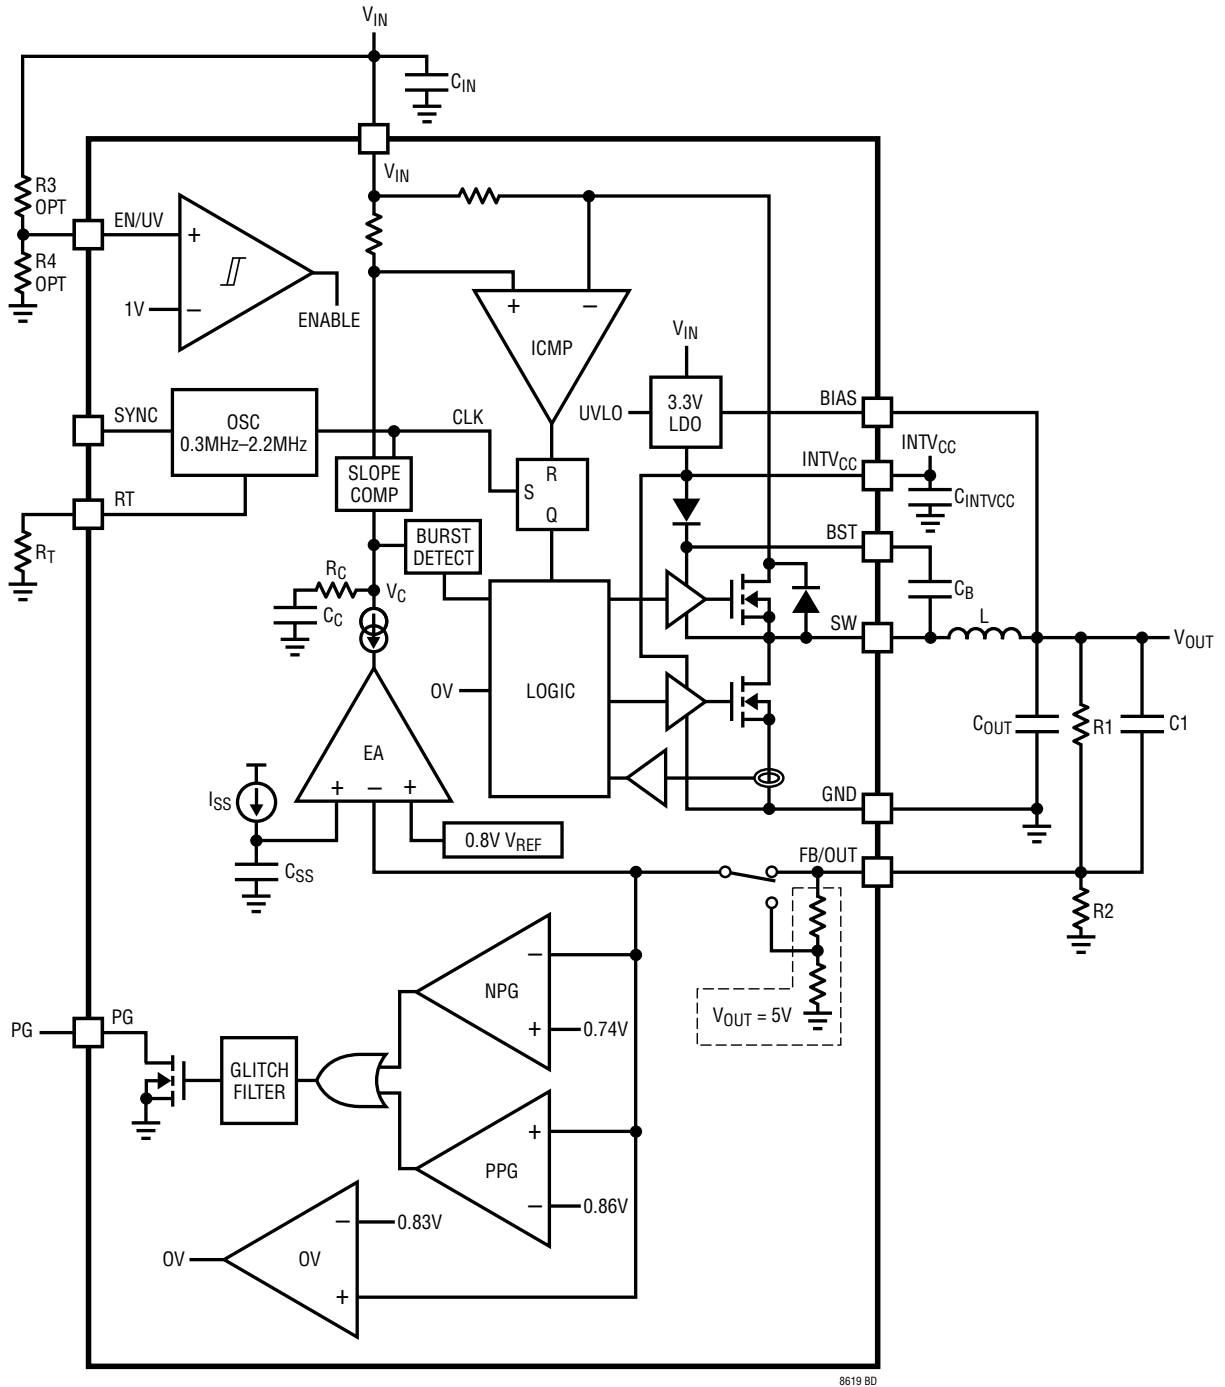 VIN
CIN
VIN
R3
OPT
EN/UV
R4
OPT
+
1V
–
ENABLE
+
–
ICMP
VIN
UVLO
3.3V
LDO
BIAS
SYNC
OSC
0.3MHz–2.2MHz
CLK
INTVCC
INTVCC
CINTVCC
SLOPE
COMP
R
S
Q
RT
RT
BURST
DETECT
BST
CB
RC
VC
CC
SW
L
VOUT
OV
LOGIC
COUT
R1
C1
EA
+
–
+
ISS
GND
0.8V VREF
CSS
FB/OUT
R2
–
NPG
+
0.74V
VOUT = 5V
PG
PG
GLITCH
FILTER
+
PPG
–
0.86V
–
0.83V
OV
OV
+
8619 BD